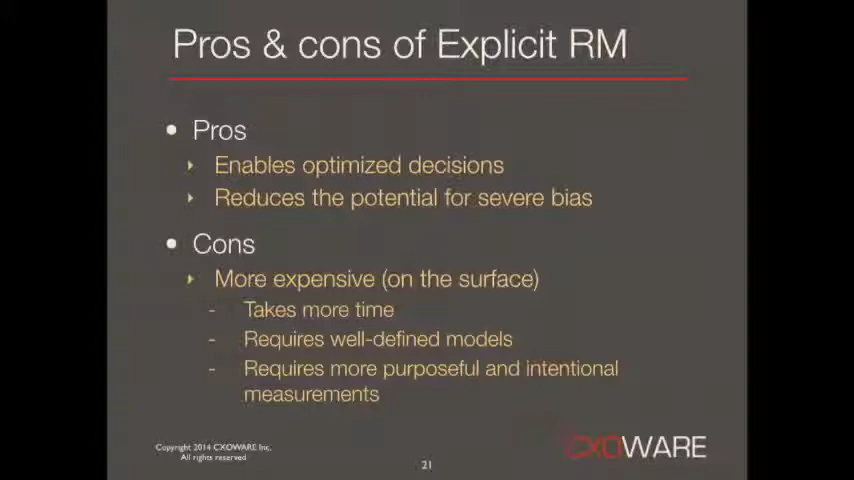 Pros & cons of Explicit RM
• Pros
Enables optimized decisions
Reduces the potential for severe bias
• Cons
More expensive (on the surface)
- Takes more time
- Requires well-defined models
- Requires more purposeful and intentional
measurements
Copyright 2014 CXOWARE Inc.
All rights reserved
21
CXOWARE